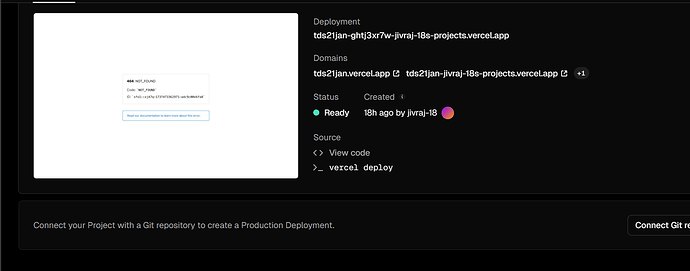 404: NOT_FOUND
Code: `NOT_FOUND`
Read our documentation to learn more about this error.
Deployment
tds21jan-ghtj3xr7w-jivraj-18s-projects.vercel.app
Domains
tds21jan.vercel.app tds21jan-jivraj-18s-projects.vercel.app +1
Status Created
Ready 18h ago by jivraj-18
Source
View code
vercel deploy
Connect your Project with a Git repository to create a Production Deployment.
Connect Git re